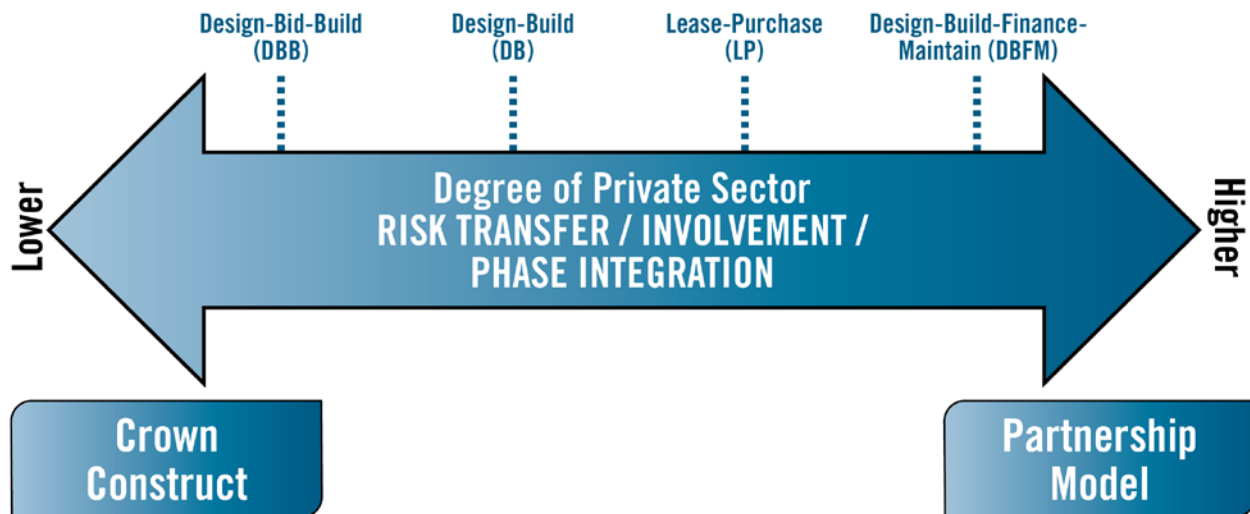 Design-Bid-Build
(DBB)
Design-Build
(DB)
Lease-Purchase
(LP)
Design-Build-Finance-
Maintain (DBFM)
Lower
Degree of Private Sector
RISK TRANSFER / INVOLVEMENT /
PHASE INTEGRATION
Higher
Crown
Construct
Partnership
Model